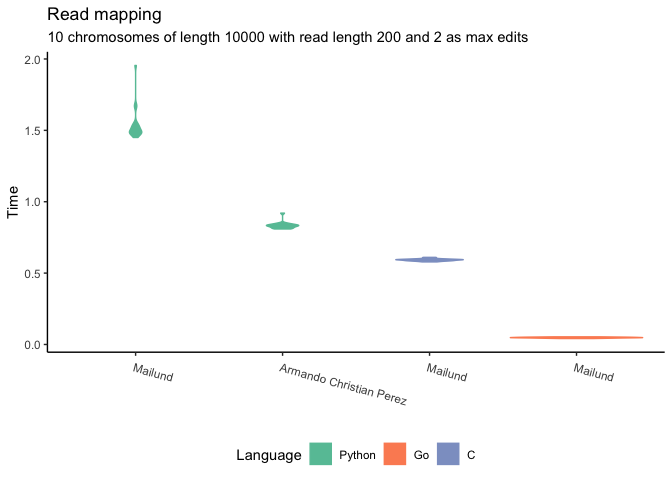 Read mapping
10 chromosomes of length 10000 with read length 200 and 2 as max edits
2.0
1.5
1.0
0.5
0.0
Time
Mailund
Armando Christian Perez
Mailund
Mailund
Language Python Go C